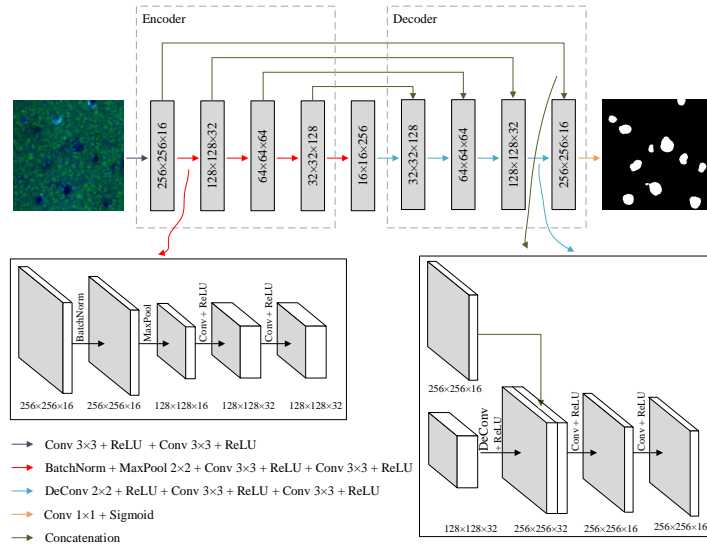 Encoder
Decoder
256×256×16
128×128×32
64×64×64
32×32×128
16×16×256
32×32×128
64×64×64
128×128×32
256×256×16
BatchNorm
MaxPool
Conv + ReLU
Conv + ReLU
256×256×16
256×256×16
128×128×16
128×128×32
128×128×32
256×256×16
DeConv
+ ReLU
Conv + ReLU
Conv + ReLU
128×128×32
256×256×32
256×256×16
256×256×16
Conv 3×3 + ReLU + Conv 3×3 + ReLU
BatchNorm + MaxPool 2×2 + Conv 3×3 + ReLU + Conv 3×3 + ReLU
DeConv 2×2 + ReLU + Conv 3×3 + ReLU + Conv 3×3 + ReLU
Conv 1×1 + Sigmoid
Concatenation